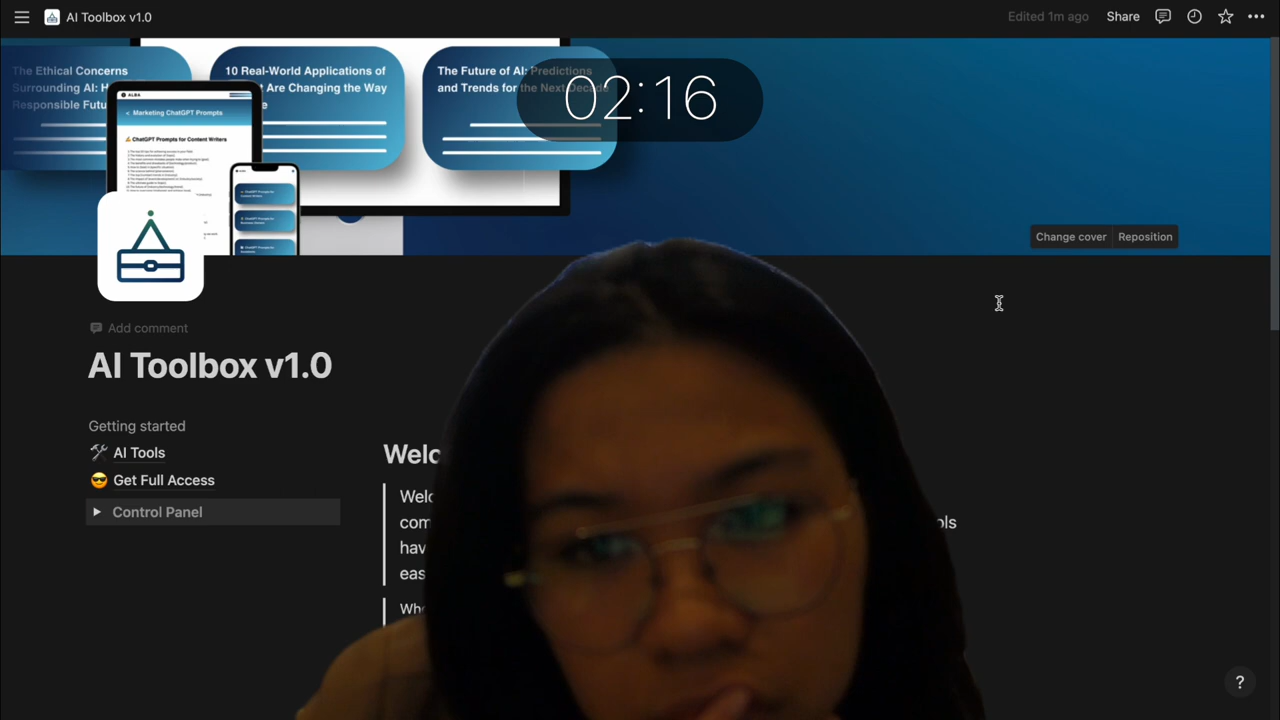 AI Toolbox v1.0
Edited 1m ago
Share
The Ethical Concerns
Surrounding AI: H
Responsible Futu
10 Real-World Applications of
t Are Changing the Way
e
The Future of AI: Predictions
and Trends for the Next Decade
02:16
ALBA
< Marketing ChatGPT Prompts
ChatGPT Prompts for Content Writers
Change cover
Reposition
Add comment
AI Toolbox v1.0
Getting started
AI Tools
Get Full Access
Control Panel
Welc
Welc
com ols
hav
eas
Whe
?